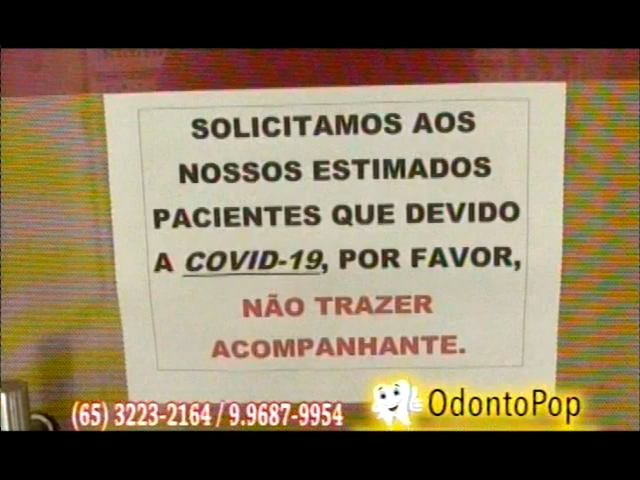 SOLICITAMOS AOS
NOSSOS ESTIMADOS
PACIENTES QUE DEVIDO
A COVID-19, POR FAVOR,
NÃO TRAZER
ACOMPANHANTE.
(65) 3223-2164 / 9.9687-9954
OdontoPop